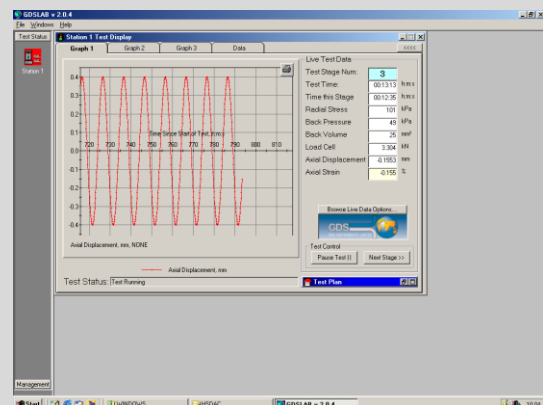 GDSLAB v 2.0.4
File Windows Help
Test Status
Station 1
Station 1 Test Display
Graph 1 Graph 2 Graph 3 Data <<<<
0.4
0.3
0.2
0.1
0.0
-0.1
-0.2
-0.3
-0.4
Time Since Start of Test, h:m:s
720 730 740 750 760 770 780 790 800 810
Axial Displacement, mm, NONE
Axial Displacement, mm
Live Test Data
Test Stage Num: 3
Test Time: 00:13:13 h:m:s
Time this Stage 00:12:35 h:m:s
Radial Stress 101 kPa
Back Pressure 49 kPa
Back Volume 25 mm³
Load Cell 3.304 kN
Axial Displacement -0.1553 mm
Axial Strain -0.155 %
Browse Live Data Options...
GDS
Test Control
Pause Test || Next Stage >>
Test Status: Test Running
Test Plan
Management
Start WINDOWS HSDAC GDSLAB v 2.0.4